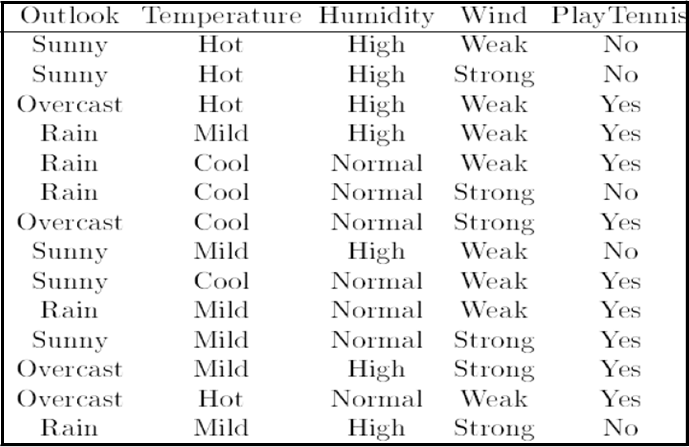 Outlook Temperature Humidity Wind PlayTennis
Sunny Hot High Weak No
Sunny Hot High Strong No
Overcast Hot High Weak Yes
Rain Mild High Weak Yes
Rain Cool Normal Weak Yes
Rain Cool Normal Strong No
Overcast Cool Normal Strong Yes
Sunny Mild High Weak No
Sunny Cool Normal Weak Yes
Rain Mild Normal Weak Yes
Sunny Mild Normal Strong Yes
Overcast Mild High Strong Yes
Overcast Hot Normal Weak Yes
Rain Mild High Strong No